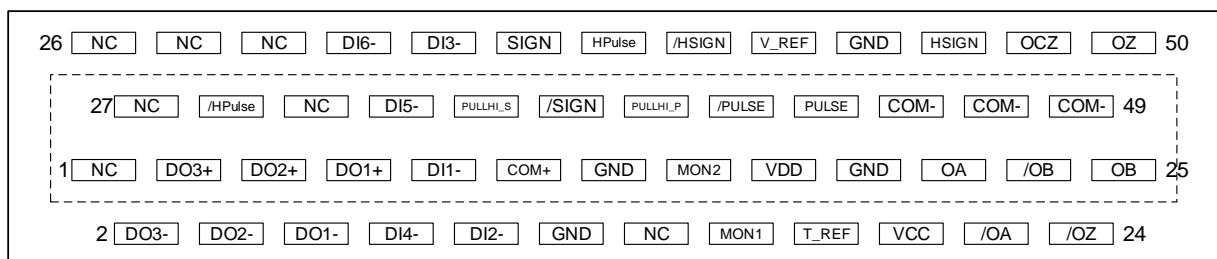 26 NC NC NC DI6- DI3- SIGN HPulse /HSIGN V_REF GND HSIGN OCZ OZ 50
27 NC /HPulse NC DI5- PULLHI_S /SIGN PULLHI_P /PULSE PULSE COM- COM- COM- 49
1 NC DO3+ DO2+ DO1+ DI1- COM+ GND MON2 VDD GND OA /OB OB 25
2 DO3- DO2- DO1- DI4- DI2- GND NC MON1 T_REF VCC /OA /OZ 24